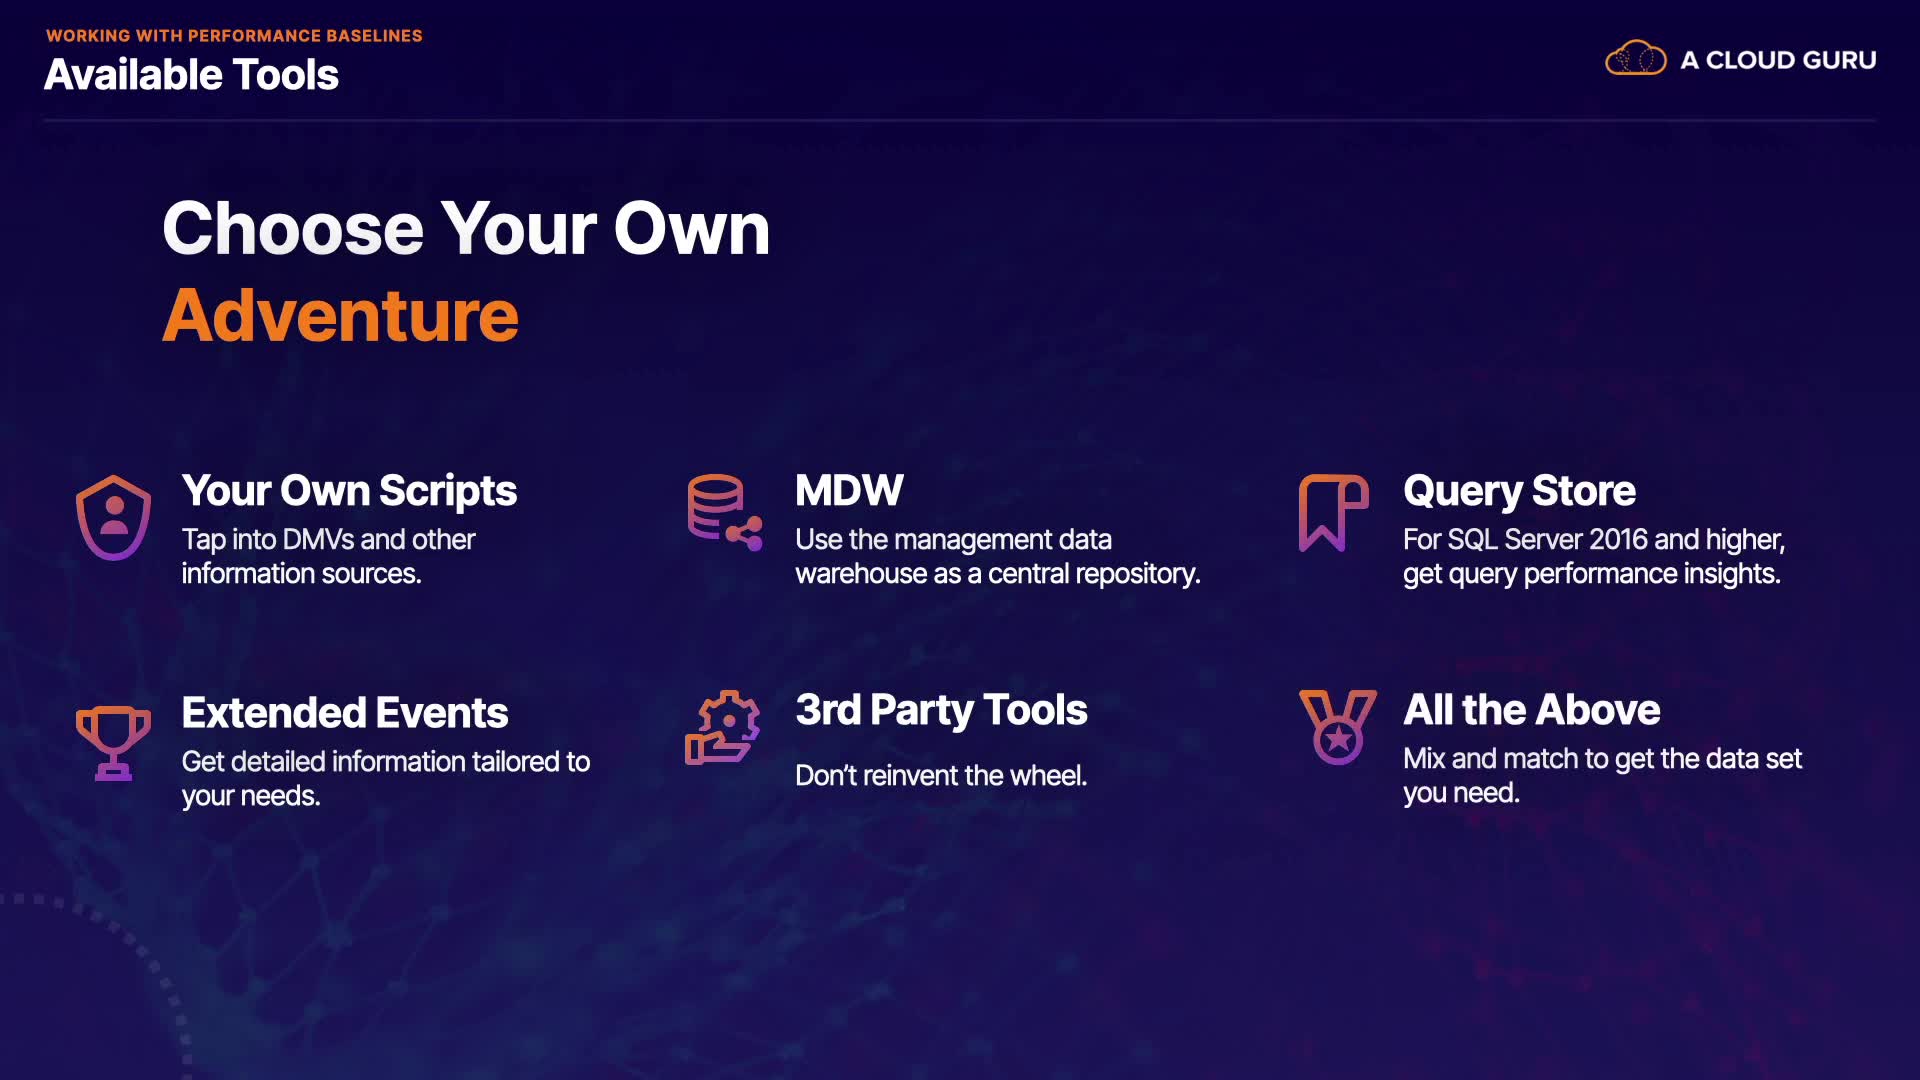 WORKING WITH PERFORMANCE BASELINES
Available Tools
A CLOUD GURU
Choose Your Own
Adventure
Your Own Scripts
Tap into DMVs and other
information sources.
MDW
Use the management data
warehouse as a central repository.
Query Store
For SQL Server 2016 and higher,
get query performance insights.
Extended Events
Get detailed information tailored to
your needs.
3rd Party Tools
Don’t reinvent the wheel.
All the Above
Mix and match to get the data set
you need.